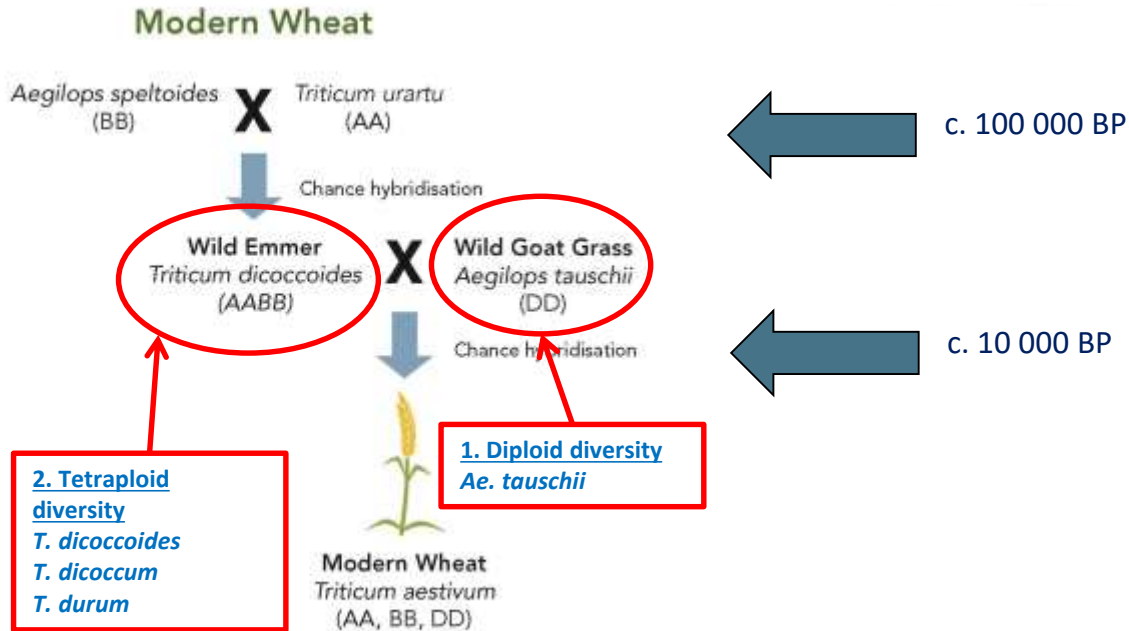 Modern Wheat
Aegilops speltoides
(BB)
X
Triticum urartu
(AA)
c. 100 000 BP
Chance hybridisation
Wild Emmer
Triticum dicoccoides
(AABB)
X
Wild Goat Grass
Aegilops tauschii
(DD)
c. 10 000 BP
Chance hybridisation
1. Diploid diversity
Ae. tauschii
2. Tetraploid
diversity
T. dicoccoides
T. dicoccum
T. durum
Modern Wheat
Triticum aestivum
(AA, BB, DD)